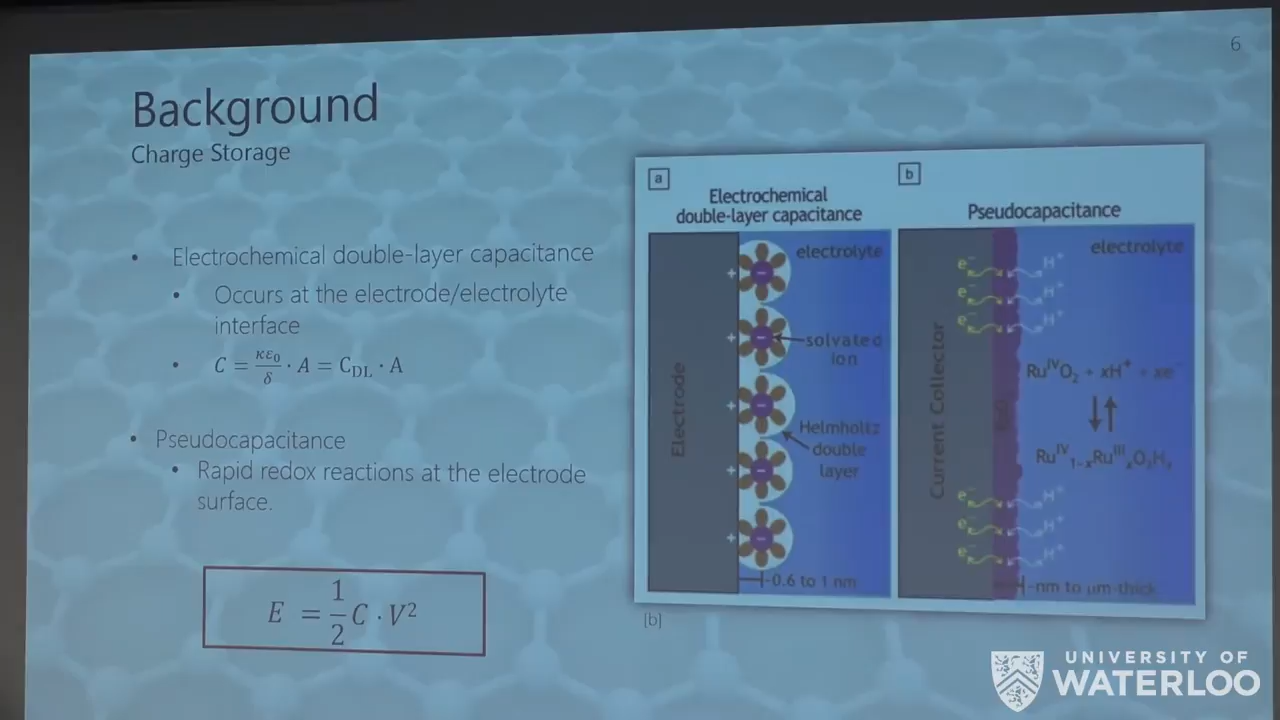 6
Background
Charge Storage
• Electrochemical double-layer capacitance
• Occurs at the electrode/electrolyte
interface
• C = κε₀/δ · A = C_DL · A
• Pseudocapacitance
• Rapid redox reactions at the electrode
surface.
E = 1/2 C · V²
a
Electrochemical
double-layer capacitance
electrolyte
+
+
+
+
+
−
−
−
−
−
solvated
ion
Electrode
Helmholtz
double
layer
0.6 to 1 nm
b
Pseudocapacitance
electrolyte
e⁻ H⁺
e⁻ H⁺
e⁻ H⁺
Current Collector
Ru^IVO₂ + xH⁺ + xe⁻
Ru^IV₁₋ₓRu^IIIₓO₂Hₓ
e⁻ H⁺
e⁻ H⁺
e⁻ H⁺
nm to μm-thick
[b]
UNIVERSITY OF
WATERLOO